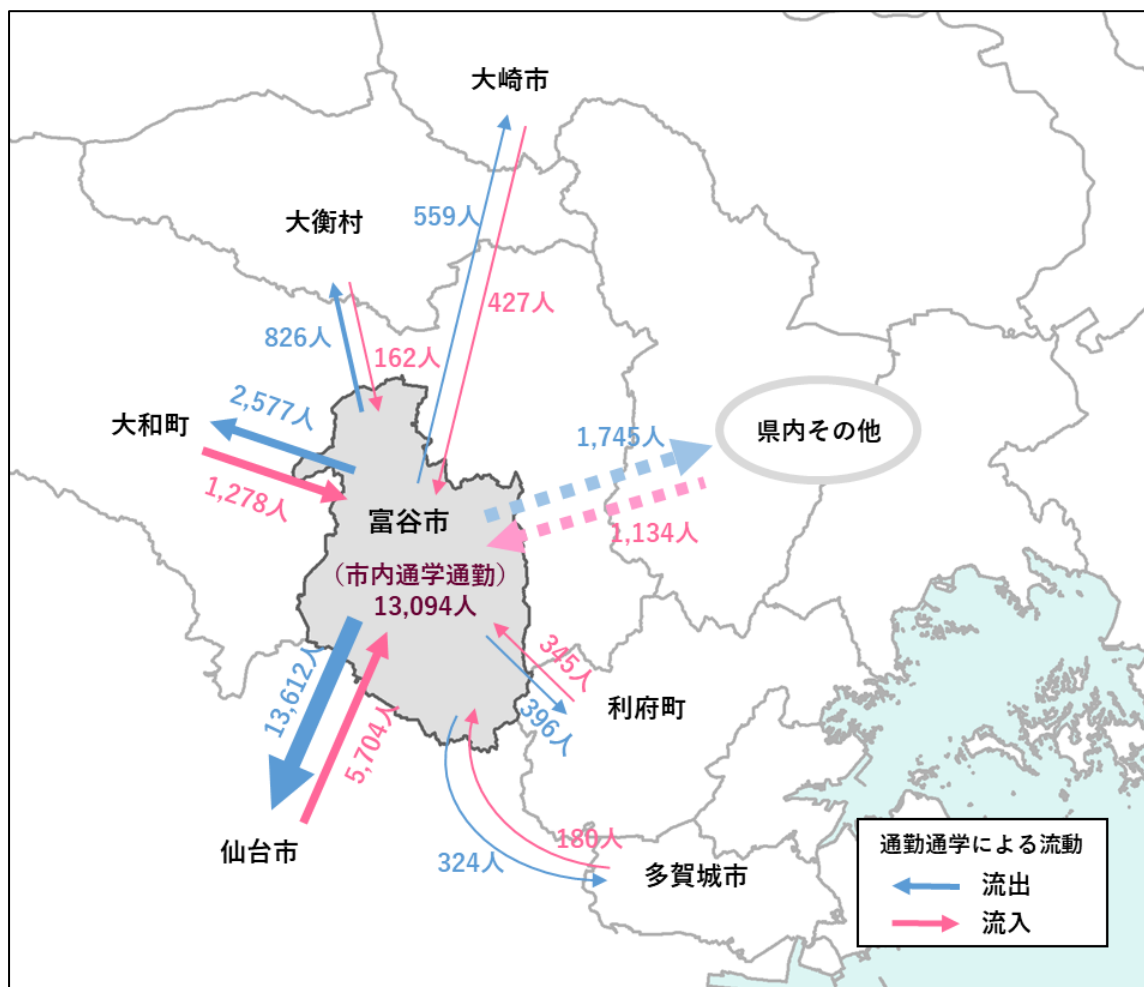 大崎市
559人
大衡村
427人
826人
162人
2,577人
大和町
1,278人
1,745人
県内その他
1,134人
富谷市
（市内通学通勤）
13,094人
345人
396人
利府町
13,612人
5,704人
仙台市
324人
180人
多賀城市
通勤通学による流動
流出
流入